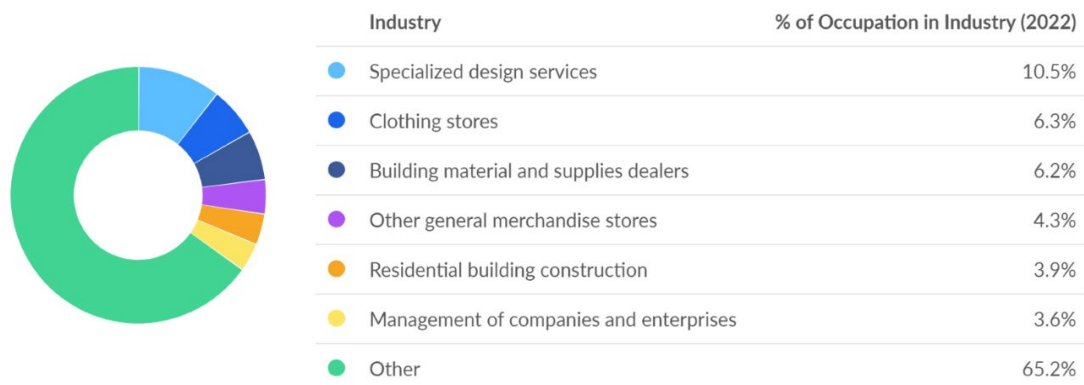 Industry % of Occupation in Industry (2022)
Specialized design services 10.5%
Clothing stores 6.3%
Building material and supplies dealers 6.2%
Other general merchandise stores 4.3%
Residential building construction 3.9%
Management of companies and enterprises 3.6%
Other 65.2%